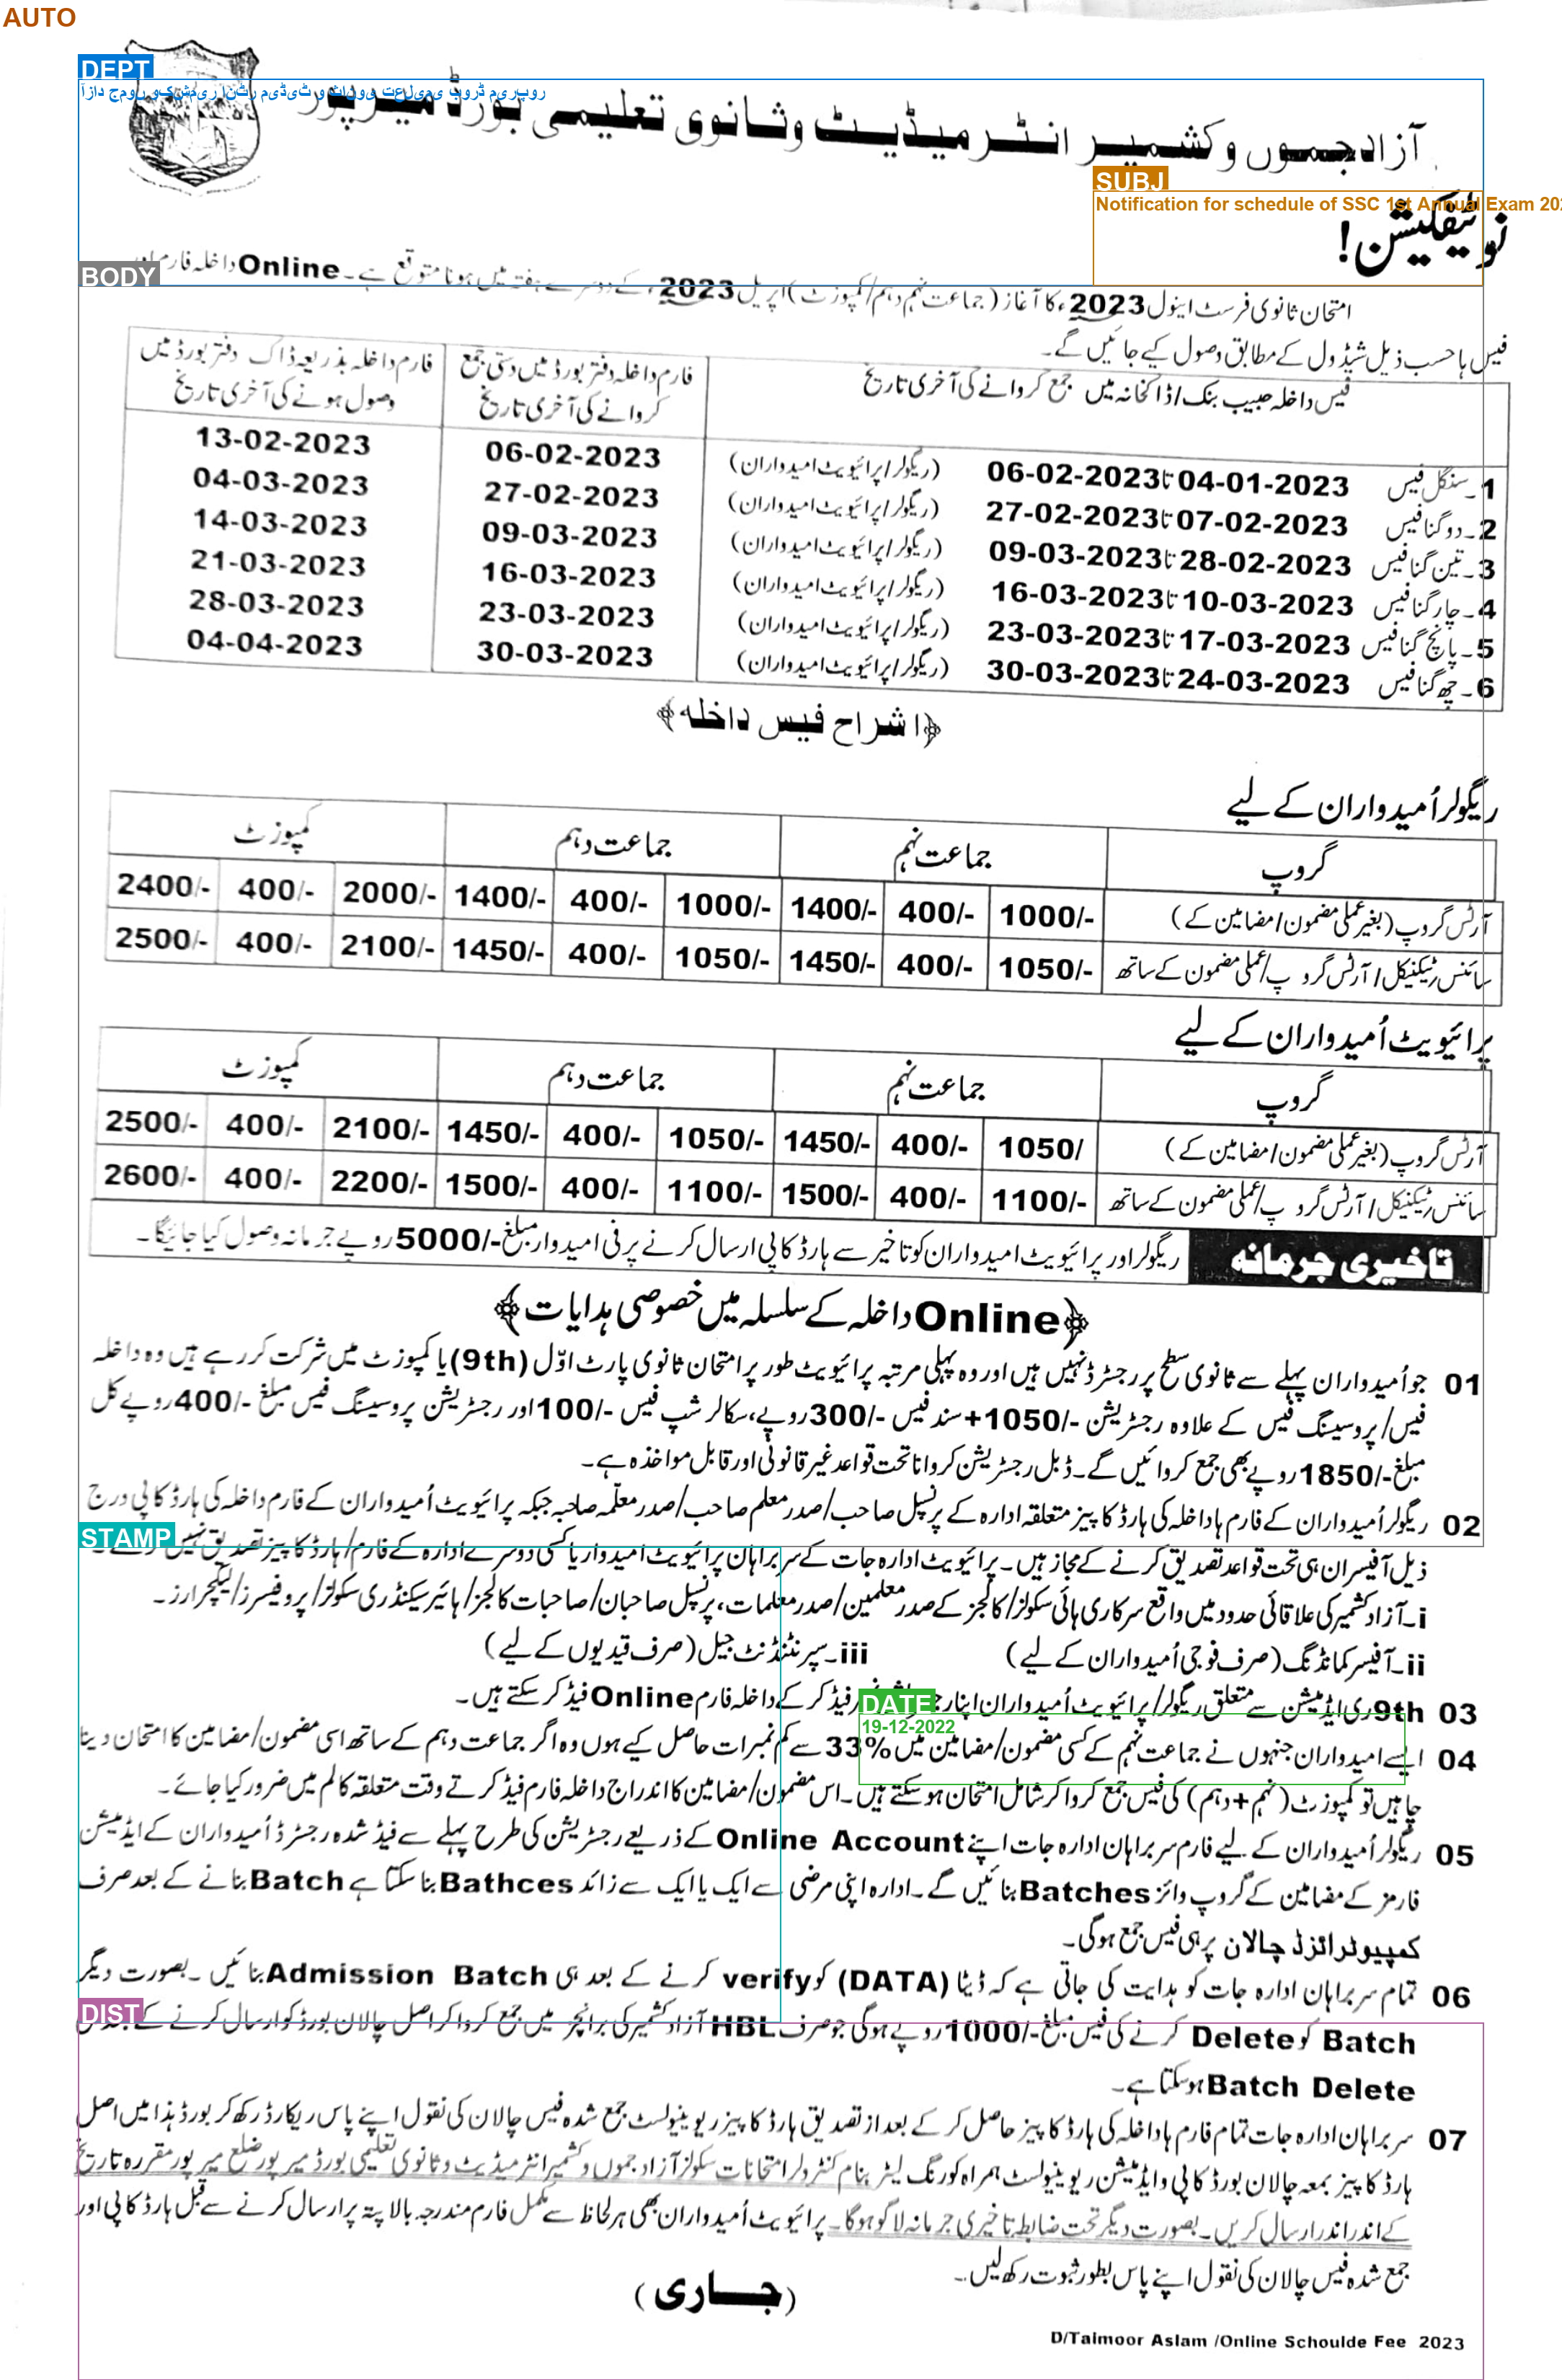 AUTO
DEPT
آزاد جموں وکشمیر انٹرمیڈیٹ وثانوی تعلیمی بورڈ میرپور
آزاد جموں و کشمیر انٹرمیڈیٹ و ثانوی تعلیمی بورڈ میرپور
SUBJ
Notification for schedule of SSC 1st Annual Exam 202
نوٹیفکیشن!
BODY
امتحان ثانوی فرسٹ اینول 2023ء کا آغاز (جماعت نہم/دہم/کمپوزٹ) اپریل 2023ء کے دوسرے ہفتہ میں ہونا متوقع ہے۔ Online داخلہ فارم
فیس ہا حسب ذیل شیڈول کے مطابق وصول کیے جائیں گے۔
فیس داخلہ حبیب بنک/ڈاکخانہ میں جمع کروانے کی آخری تاریخ | فارم داخلہ دفتر بورڈ میں دستی جمع کروانے کی آخری تاریخ | فارم داخلہ بذریعہ ڈاک دفتر بورڈ میں وصول ہونے کی آخری تاریخ
1۔ سنگل فیس 04-01-2023 تا 06-02-2023 (ریگولر/پرائیویٹ امیدواران) 06-02-2023 13-02-2023
2۔ دو گنا فیس 07-02-2023 تا 27-02-2023 (ریگولر/پرائیویٹ امیدواران) 27-02-2023 04-03-2023
3۔ تین گنا فیس 28-02-2023 تا 09-03-2023 (ریگولر/پرائیویٹ امیدواران) 09-03-2023 14-03-2023
4۔ چار گنا فیس 10-03-2023 تا 16-03-2023 (ریگولر/پرائیویٹ امیدواران) 16-03-2023 21-03-2023
5۔ پانچ گنا فیس 17-03-2023 تا 23-03-2023 (ریگولر/پرائیویٹ امیدواران) 23-03-2023 28-03-2023
6۔ چھ گنا فیس 24-03-2023 تا 30-03-2023 (ریگولر/پرائیویٹ امیدواران) 30-03-2023 04-04-2023
﴿اشراح فیس داخلہ﴾
ریگولر اُمیدواران کے لیے
گروپ جماعت نہم جماعت دہم کمپوزٹ
آرٹس گروپ (بغیر عملی مضمون/مضامین کے) 1000/- 400/- 1400/- 1000/- 400/- 1400/- 2000/- 400/- 2400/-
سائنس/ٹیکنیکل/آرٹس گروپ/عملی مضمون کے ساتھ 1050/- 400/- 1450/- 1050/- 400/- 1450/- 2100/- 400/- 2500/-
پرائیویٹ اُمیدواران کے لیے
گروپ جماعت نہم جماعت دہم کمپوزٹ
آرٹس گروپ (بغیر عملی مضمون/مضامین کے) 1050/ 400/- 1450/- 1050/- 400/- 1450/- 2100/- 400/- 2500/-
سائنس/ٹیکنیکل/آرٹس گروپ/عملی مضمون کے ساتھ 1100/- 400/- 1500/- 1100/- 400/- 1500/- 2200/- 400/- 2600/-
تاخیری جرمانہ ریگولر اور پرائیویٹ امیدواران کو تاخیر سے ہارڈ کاپی ارسال کرنے پر فی امیدوار مبلغ -/5000 روپے جرمانہ وصول کیا جائیگا۔
﴿Online داخلہ کے سلسلہ میں خصوصی ہدایات﴾
01 جو اُمیدواران پہلے سے ثانوی سطح پر رجسٹرڈ نہیں ہیں اور وہ پہلی مرتبہ پرائیویٹ طور پر امتحان ثانوی پارٹ اوّل (9th) یا کمپوزٹ میں شرکت کر رہے ہیں وہ داخلہ
فیس/پروسیسنگ فیس کے علاوہ رجسٹریشن -/1050+سند فیس -/300 روپے، سکالر شپ فیس -/100 اور رجسٹریشن پروسیسنگ فیس مبلغ -/400 روپے کل
مبلغ -/1850 روپے بھی جمع کروائیں گے۔ ڈبل رجسٹریشن کروانا تحت قواعد غیر قانونی اور قابل مواخذہ ہے۔
02 ریگولر اُمیدواران کے فارم ہا داخلہ کی ہارڈ کاپیز متعلقہ ادارہ کے پرنسپل صاحب/صدر معلم صاحب/صدر معلّمہ صاحبہ جبکہ پرائیویٹ اُمیدواران کے فارم داخلہ کی ہارڈ کاپی درج
STAMP
ذیل آفیسران ہی تحت قواعد تصدیق کرنے کے مجاز ہیں۔ پرائیویٹ ادارہ جات کے سربراہان پرائیویٹ امیدوار یا کسی دوسرے ادارہ کے فارم/ہارڈ کاپیز تصدیق نہیں
i۔ آزاد کشمیر کی علاقائی حدود میں واقع سرکاری ہائی سکولز/کالجز کے صدر معلمین/صدر معلمات، پرنسپل صاحبان/صاحبات کالجز/ہائیر سیکنڈری سکولز/پروفیسرز/لیکچرارز۔
ii۔ آفیسر کمانڈنگ (صرف فوجی اُمیدواران کے لیے) iii۔ سپرنٹنڈنٹ جیل (صرف قیدیوں کے لیے)
03 9th ری ایڈمیشن سے متعلق ریگولر/پرائیویٹ اُمیدواران اپنا فیڈ کر کے داخلہ فارم Online فیڈ کر سکتے ہیں۔
DATE
19-12-2022
04 ایسے امیدواران جنہوں نے جماعت نہم کے کسی مضمون/مضامین میں 33% سے کم نمبرات حاصل کیے ہوں وہ اگر جماعت دہم کے ساتھ اسی مضمون/مضامین کا امتحان دینا
چاہیں تو کمپوزٹ (نہم+دہم) کی فیس جمع کروا کر شامل امتحان ہو سکتے ہیں۔ اس مضمون/مضامین کا اندراج داخلہ فارم فیڈ کرتے وقت متعلقہ کالم میں ضرور کیا جائے۔
05 ریگولر اُمیدواران کے لیے فارم سربراہان ادارہ جات اپنے Online Account کے ذریعے رجسٹریشن کی طرح پہلے سے فیڈ شدہ رجسٹرڈ اُمیدواران کے ایڈمیشن
فارمز کے مضامین کے گروپ وائز Batches بنائیں گے۔ ادارہ اپنی مرضی سے ایک یا ایک سے زائد Bathces بنا سکتا ہے Batch بنانے کے بعد صرف
کمپیوٹرائزڈ چالان پر ہی فیس جمع ہوگی۔
06 تمام سربراہان ادارہ جات کو ہدایت کی جاتی ہے کہ ڈیٹا (DATA) کو verify کرنے کے بعد ہی Admission Batch بنائیں۔ بصورت دیگر
DIST
Batch کو Delete کرنے کی فیس مبلغ -/1000 روپے ہوگی جو صرف HBL آزاد کشمیر کی برانچز میں جمع کروا کر اصل چالان بورڈ کو ارسال کرنے کے بعد
Batch Delete ہو سکتا ہے۔
07 سربراہان ادارہ جات تمام فارم ہا داخلہ کی ہارڈ کاپیز حاصل کر کے بعد از تصدیق ہارڈ کاپیز ریوینیو لسٹ جمع شدہ فیس چالان کی نقول اپنے پاس ریکارڈ رکھ کر بورڈ ہذا میں اصل
ہارڈ کاپیز بمعہ چالان بورڈ کاپی و ایڈمیشن ریوینیو لسٹ ہمراہ کورنگ لیٹر بنام کنٹرولر امتحانات سکولز آزاد جموں و کشمیر انٹرمیڈیٹ و ثانوی تعلیمی بورڈ میرپور ضلع میرپور مقررہ تاریخ
کے اندر اندر ارسال کریں۔ بصورت دیگر تحت ضابطہ تاخیری جرمانہ لاگو ہوگا۔ پرائیویٹ اُمیدواران بھی ہر لحاظ سے مکمل فارم مندرجہ بالا پتہ پر ارسال کرنے سے قبل ہارڈ کاپی اور
جمع شدہ فیس چالان کی نقول اپنے پاس بطور ثبوت رکھ لیں۔
(جاری)
D/Taimoor Aslam /Online Schoulde Fee 2023